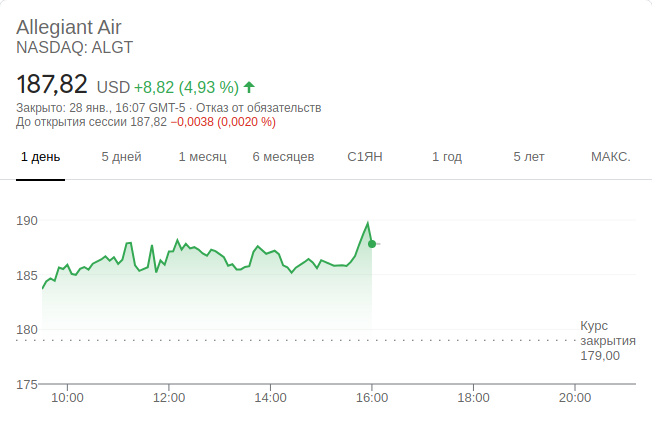 Allegiant Air
NASDAQ: ALGT
187,82 USD +8,82 (4,93 %)
Закрыто: 28 янв., 16:07 GMT-5 · Отказ от обязательств
До открытия сессии 187,82 −0,0038 (0,0020 %)
1 день 5 дней 1 месяц 6 месяцев С1ЯН 1 год 5 лет МАКС.
190
185
180
Курс
закрытия
179,00
175
10:00 12:00 14:00 16:00 18:00 20:00